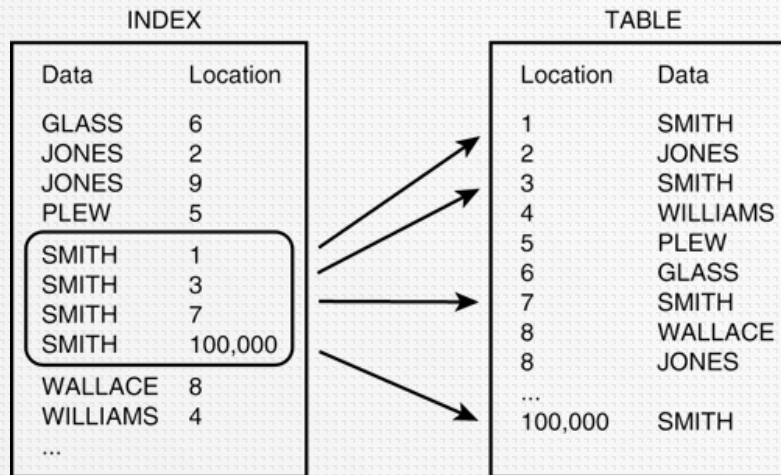 INDEX
Data Location
GLASS 6
JONES 2
JONES 9
PLEW 5
SMITH 1
SMITH 3
SMITH 7
SMITH 100,000
WALLACE 8
WILLIAMS 4
...
TABLE
Location Data
1 SMITH
2 JONES
3 SMITH
4 WILLIAMS
5 PLEW
6 GLASS
7 SMITH
8 WALLACE
8 JONES
...
100,000 SMITH